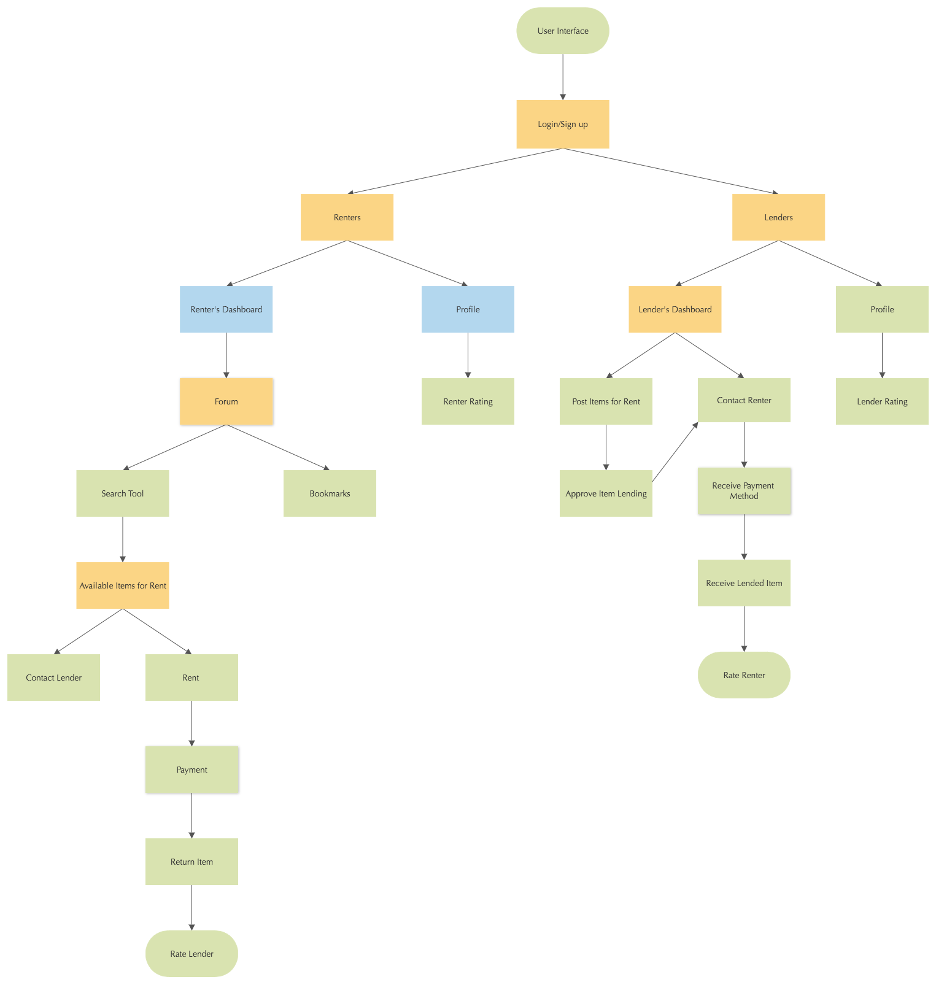 User Interface
Login/Sign up
Renters
Lenders
Renter's Dashboard
Profile
Lender's Dashboard
Profile
Forum
Renter Rating
Post Items for Rent
Contact Renter
Lender Rating
Search Tool
Bookmarks
Approve Item Lending
Receive Payment
Method
Available Items for Rent
Receive Lended Item
Contact Lender
Rent
Rate Renter
Payment
Return Item
Rate Lender